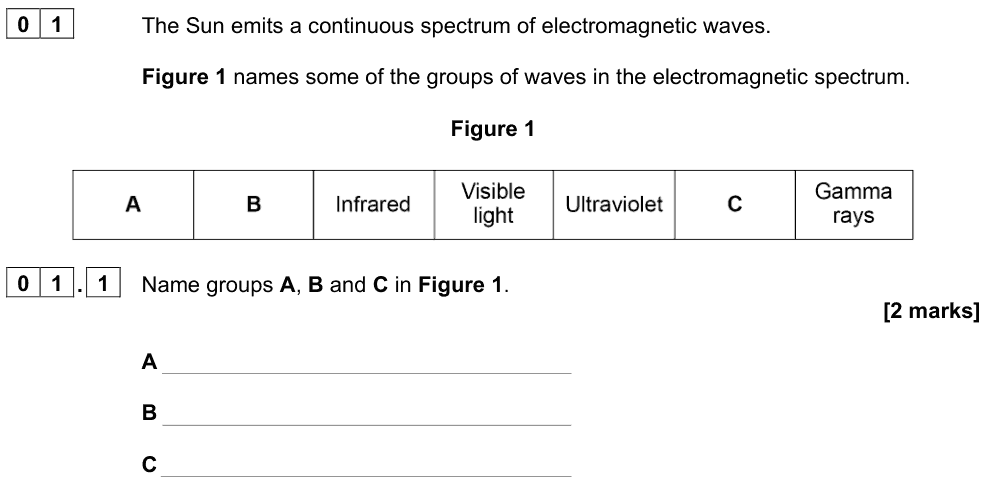 0 1 The Sun emits a continuous spectrum of electromagnetic waves.
Figure 1 names some of the groups of waves in the electromagnetic spectrum.
Figure 1
A B Infrared Visible light Ultraviolet C Gamma rays
0 1 . 1 Name groups A, B and C in Figure 1.
[2 marks]
A
B
C